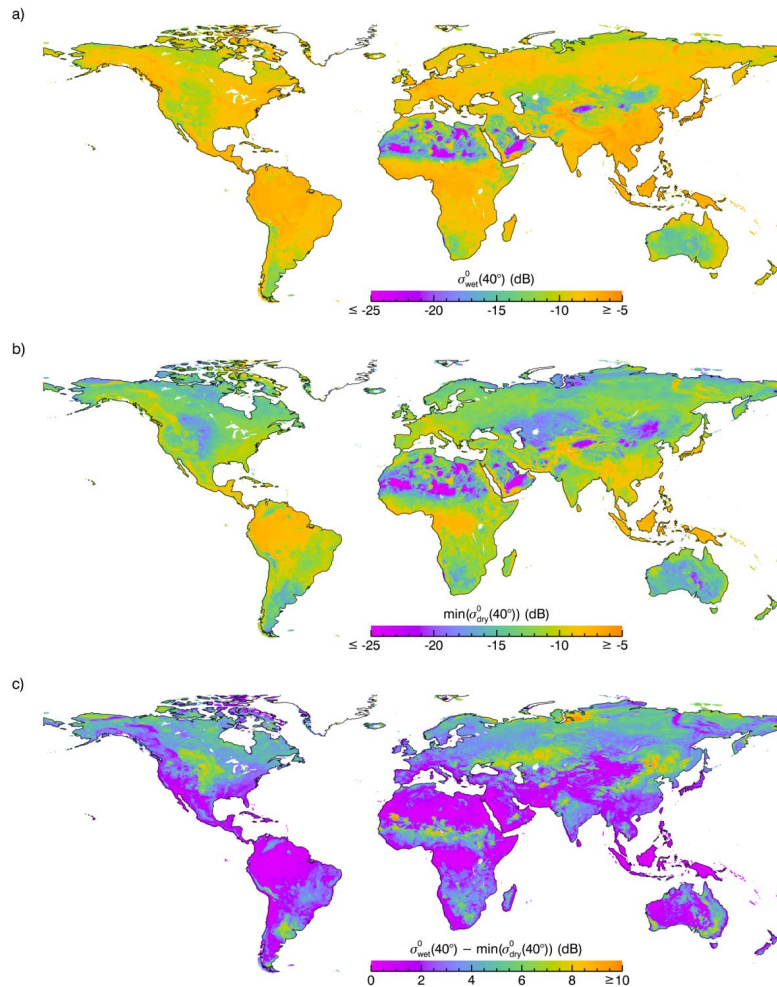 a)
σ⁰wet(40°) (dB)
≤ -25 -20 -15 -10 ≥ -5
b)
min(σ⁰dry(40°)) (dB)
≤ -25 -20 -15 -10 ≥ -5
c)
σ⁰wet(40°) − min(σ⁰dry(40°)) (dB)
0 2 4 6 8 ≥10